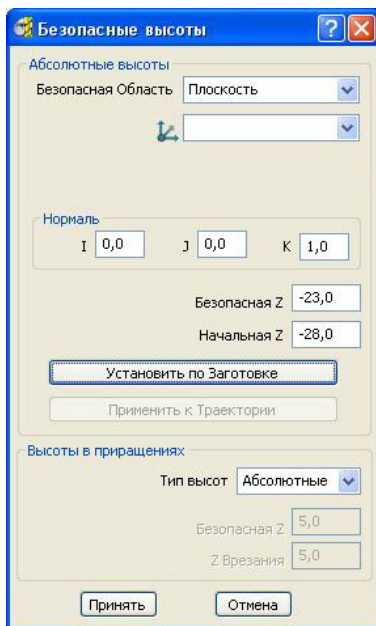 Безопасные высоты
Абсолютные высоты
Безопасная Область Плоскость
Нормаль
I 0,0 J 0,0 K 1,0
Безопасная Z -23,0
Начальная Z -28,0
Установить по Заготовке
Применить к Траектории
Высоты в приращениях
Тип высот Абсолютные
Безопасная Z 5,0
Z Врезания 5,0
Принять Отмена